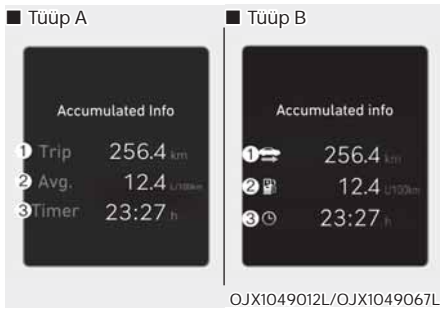 ■ Tüüp A
Accumulated Info
① Trip 256.4 km
② Avg. 12.4 L/100km
③ Timer 23:27 h
■ Tüüp B
Accumulated info
① 256.4 km
② 12.4 L/100km
③ 23:27 h
OJX1049012L/OJX1049067L